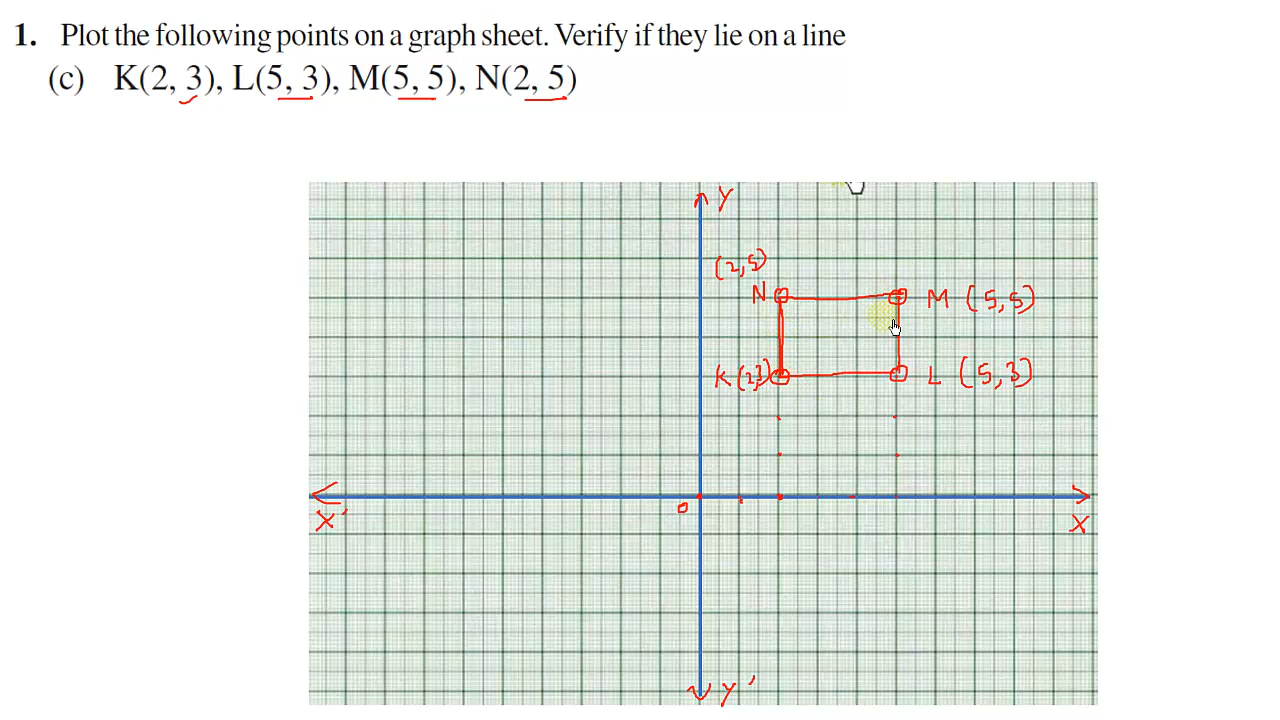 1. Plot the following points on a graph sheet. Verify if they lie on a line
(c) K(2, 3), L(5, 3), M(5, 5), N(2, 5)
Y
(2,5)
N
M (5,5)
K(2,3)
L (5,3)
O
X'
X
Y'